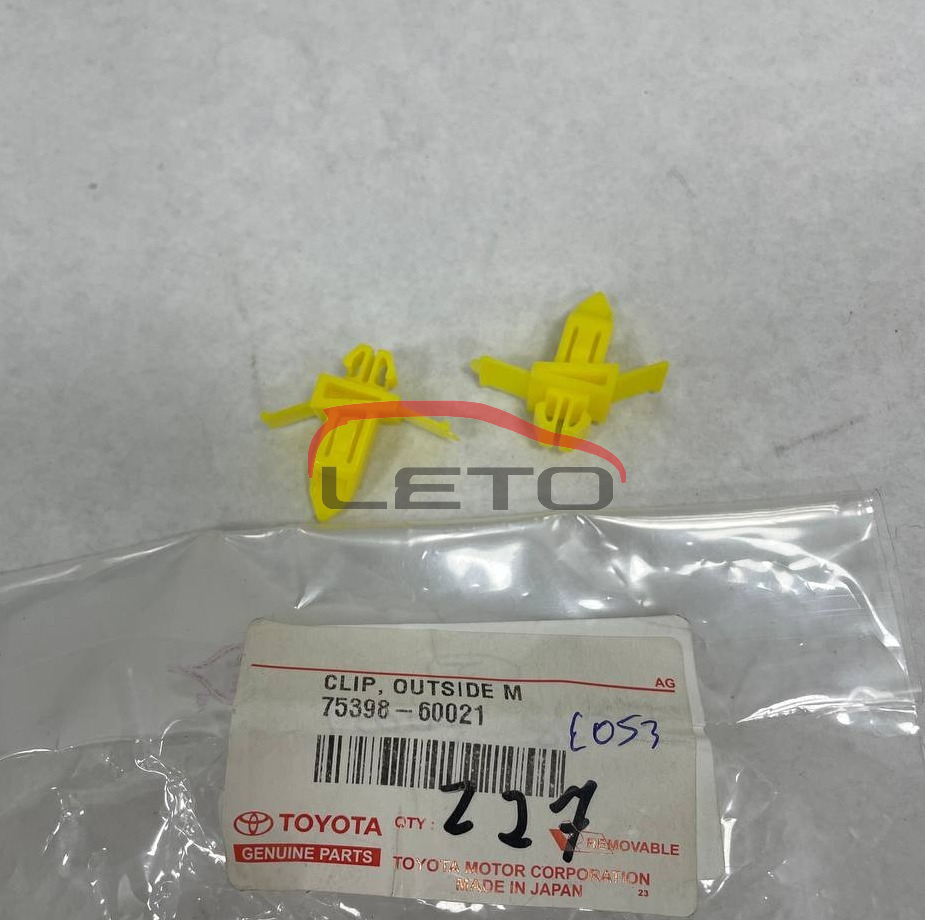 LETO
AG
CLIP, OUTSIDE M
75398-60021
E053
TOYOTA
QTY : 227
GENUINE PARTS
REMOVABLE
TOYOTA MOTOR CORPORATION
MADE IN JAPAN
23